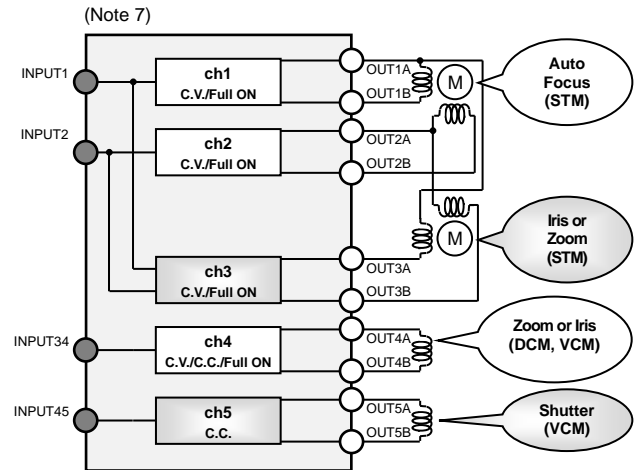 (Note 7)
INPUT1
INPUT2
INPUT34
INPUT45
ch1
C.V./Full ON
ch2
C.V./Full ON
ch3
C.V./Full ON
ch4
C.V./C.C./Full ON
ch5
C.C.
OUT1A
OUT1B
OUT2A
OUT2B
OUT3A
OUT3B
OUT4A
OUT4B
OUT5A
OUT5B
M
M
Auto
Focus
(STM)
Iris or
Zoom
(STM)
Zoom or Iris
(DCM, VCM)
Shutter
(VCM)